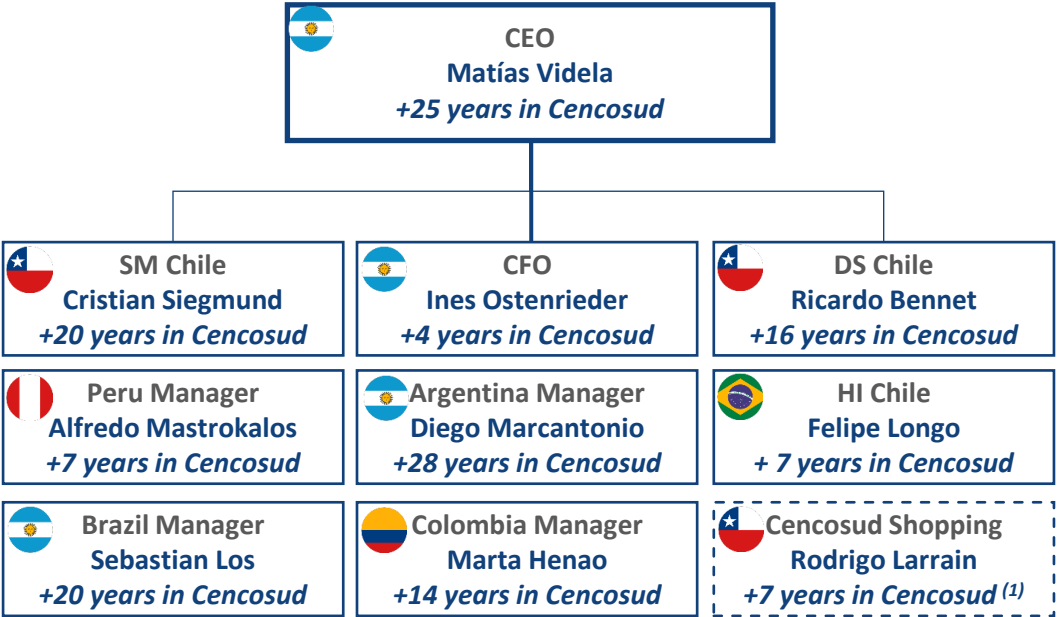 CEO
Matías Videla
+25 years in Cencosud
SM Chile
Cristian Siegmund
+20 years in Cencosud
CFO
Ines Ostenrieder
+4 years in Cencosud
DS Chile
Ricardo Bennet
+16 years in Cencosud
Peru Manager
Alfredo Mastrokalos
+7 years in Cencosud
Argentina Manager
Diego Marcantonio
+28 years in Cencosud
HI Chile
Felipe Longo
+ 7 years in Cencosud
Brazil Manager
Sebastian Los
+20 years in Cencosud
Colombia Manager
Marta Henao
+14 years in Cencosud
Cencosud Shopping
Rodrigo Larrain
+7 years in Cencosud (1)